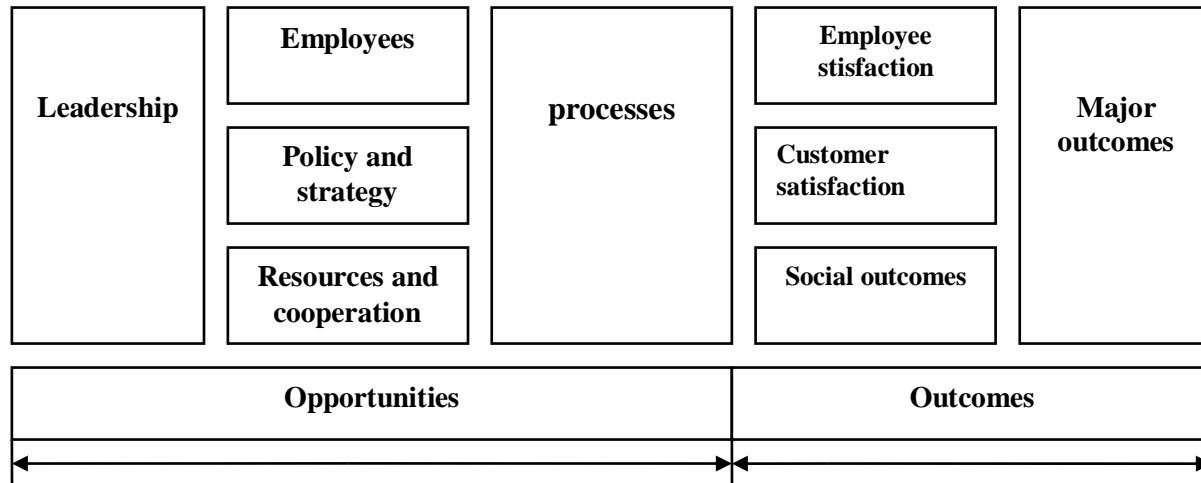 Leadership
Employees
Policy and
strategy
Resources and
cooperation
processes
Employee
stisfaction
Customer
satisfaction
Social outcomes
Major
outcomes
Opportunities
Outcomes